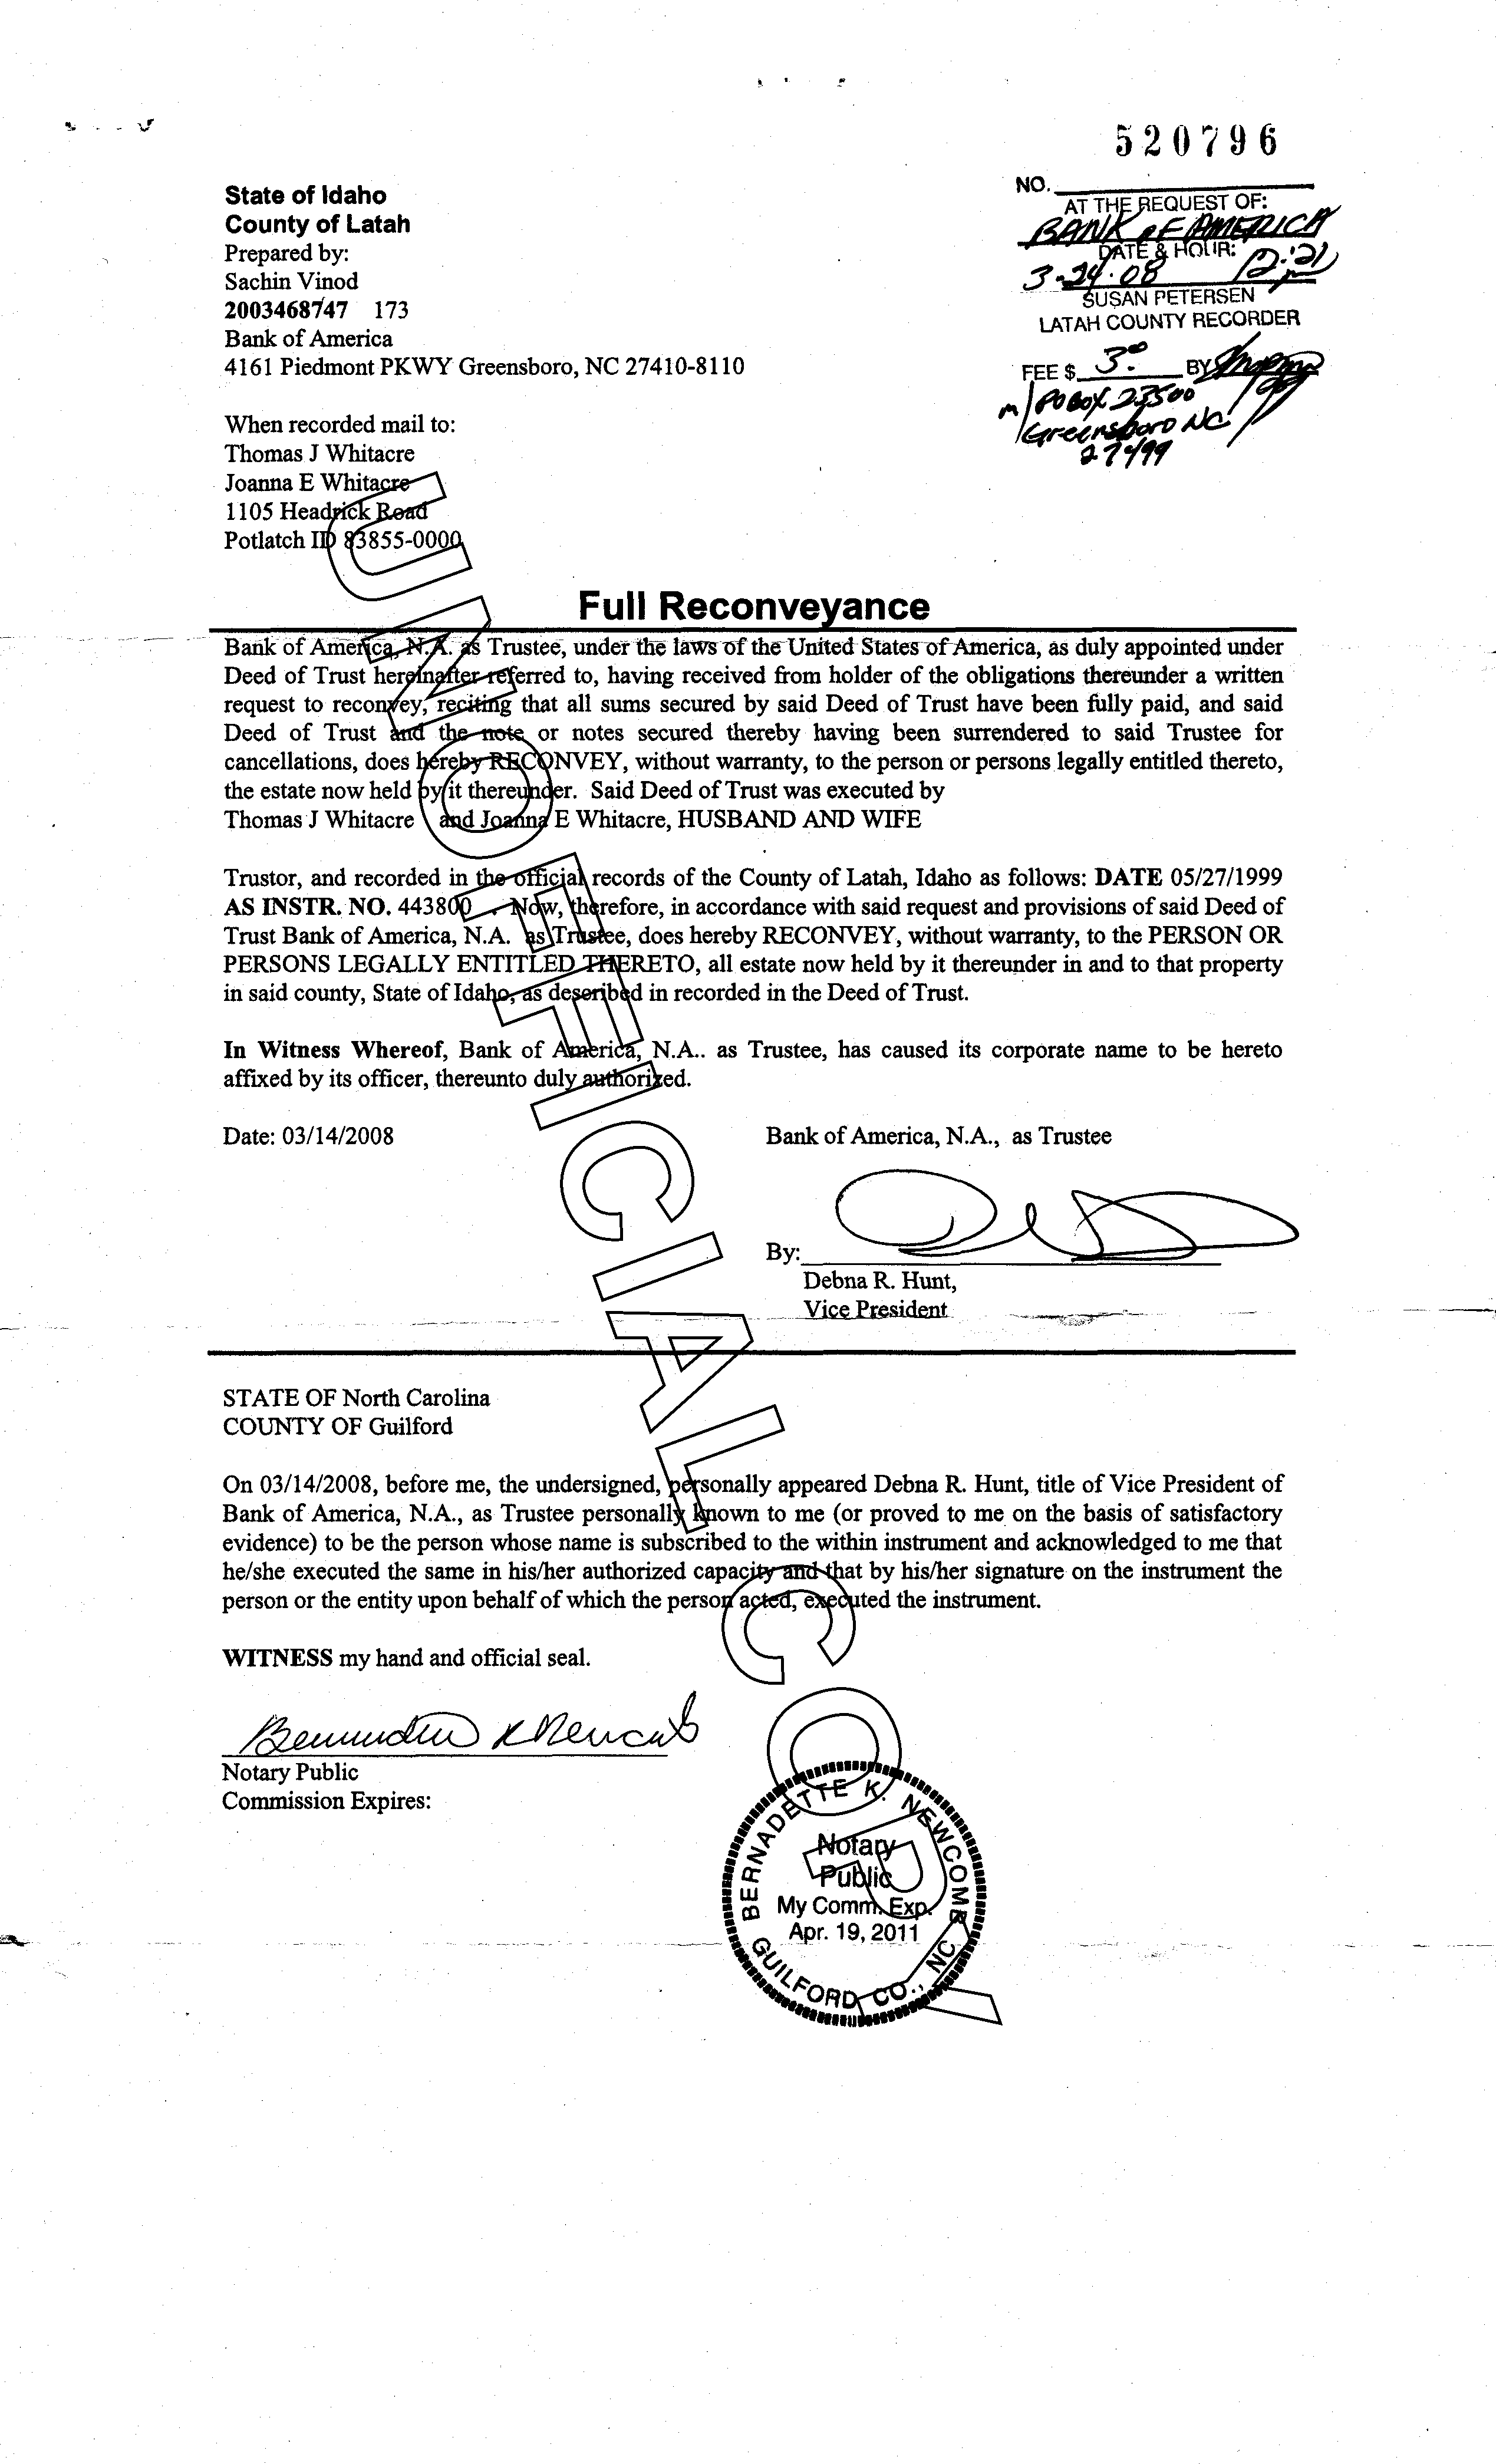 520796
NO.
AT THE REQUEST OF:
BANK OF AMERICA
DATE & HOUR:
3-24-08 12:21
SUSAN PETERSEN
LATAH COUNTY RECORDER
FEE $ 3.00 BY
m/PO BOX 23500
Greensboro NC
27499
State of Idaho
County of Latah
Prepared by:
Sachin Vinod
2003468747 173
Bank of America
4161 Piedmont PKWY Greensboro, NC 27410-8110
When recorded mail to:
Thomas J Whitacre
Joanna E Whitacre
1105 Headrick Road
Potlatch ID 83855-0000
Full Reconveyance
Bank of America, N.A. as Trustee, under the laws of the United States of America, as duly appointed under
Deed of Trust hereinafter referred to, having received from holder of the obligations thereunder a written
request to reconvey, reciting that all sums secured by said Deed of Trust have been fully paid, and said
Deed of Trust and the note or notes secured thereby having been surrendered to said Trustee for
cancellations, does hereby RECONVEY, without warranty, to the person or persons legally entitled thereto,
the estate now held by it thereunder. Said Deed of Trust was executed by
Thomas J Whitacre and Joanna E Whitacre, HUSBAND AND WIFE
Trustor, and recorded in the official records of the County of Latah, Idaho as follows: DATE 05/27/1999
AS INSTR. NO. 443800 . Now, therefore, in accordance with said request and provisions of said Deed of
Trust Bank of America, N.A. as Trustee, does hereby RECONVEY, without warranty, to the PERSON OR
PERSONS LEGALLY ENTITLED THERETO, all estate now held by it thereunder in and to that property
in said county, State of Idaho, as described in recorded in the Deed of Trust.
In Witness Whereof, Bank of America, N.A.. as Trustee, has caused its corporate name to be hereto
affixed by its officer, thereunto duly authorized.
Date: 03/14/2008 Bank of America, N.A., as Trustee
By:
Debna R. Hunt,
Vice President
STATE OF North Carolina
COUNTY OF Guilford
On 03/14/2008, before me, the undersigned, personally appeared Debna R. Hunt, title of Vice President of
Bank of America, N.A., as Trustee personally known to me (or proved to me on the basis of satisfactory
evidence) to be the person whose name is subscribed to the within instrument and acknowledged to me that
he/she executed the same in his/her authorized capacity and that by his/her signature on the instrument the
person or the entity upon behalf of which the person acted, executed the instrument.
WITNESS my hand and official seal.
Notary Public
Commission Expires:
BERNADETTE K. NEWCOMB
Notary
Public
My Comm. Exp.
Apr. 19, 2011
GUILFORD CO., NC
UNOFFICIAL COPY